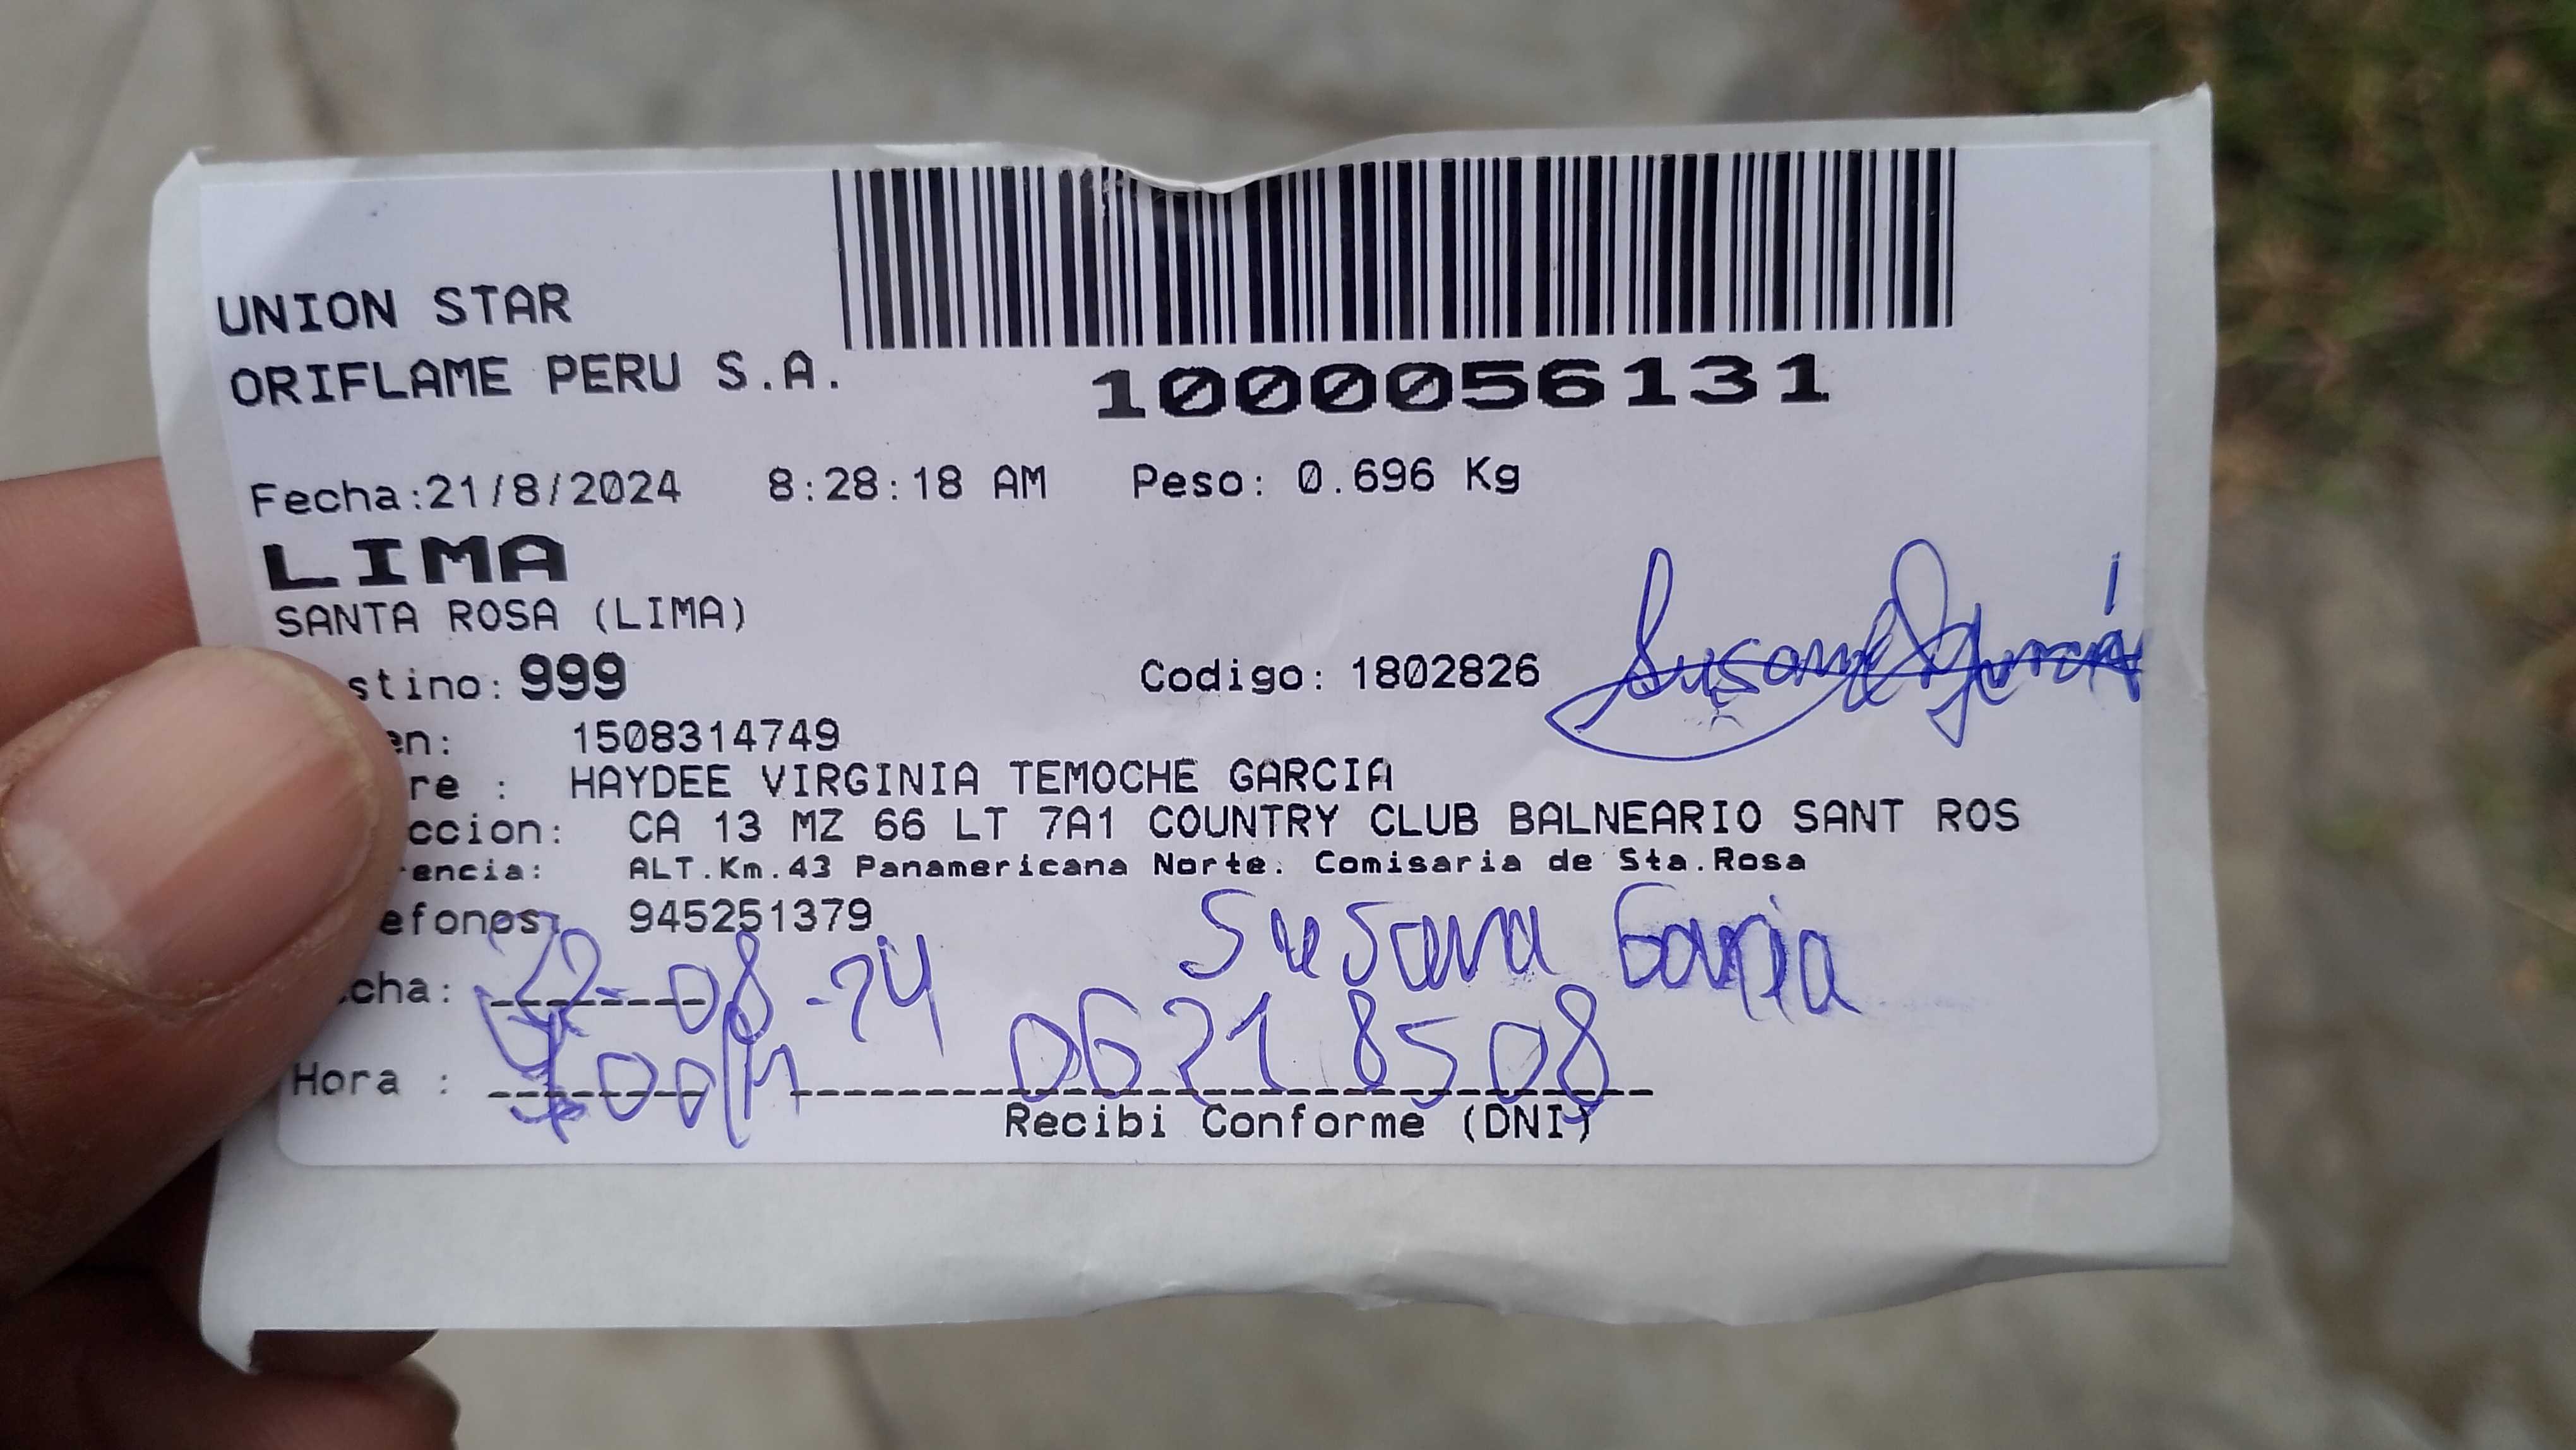 UNION STAR
ORIFLAME PERU S.A.
1000056131
Fecha:21/8/2024 8:28:18 AM Peso: 0.696 Kg
LIMA
SANTA ROSA (LIMA)
stino: 999 Codigo: 1802826
en: 1508314749
re : HAYDEE VIRGINIA TEMOCHE GARCIA
ccion: CA 13 MZ 66 LT 7A1 COUNTRY CLUB BALNEARIO SANT ROS
encia: ALT.Km.43 Panamericana Norte. Comisaria de Sta.Rosa
efonos: 945251379
Susana Garcia
cha: 22-08-24
06218508
Hora :
Recibi Conforme (DNI)